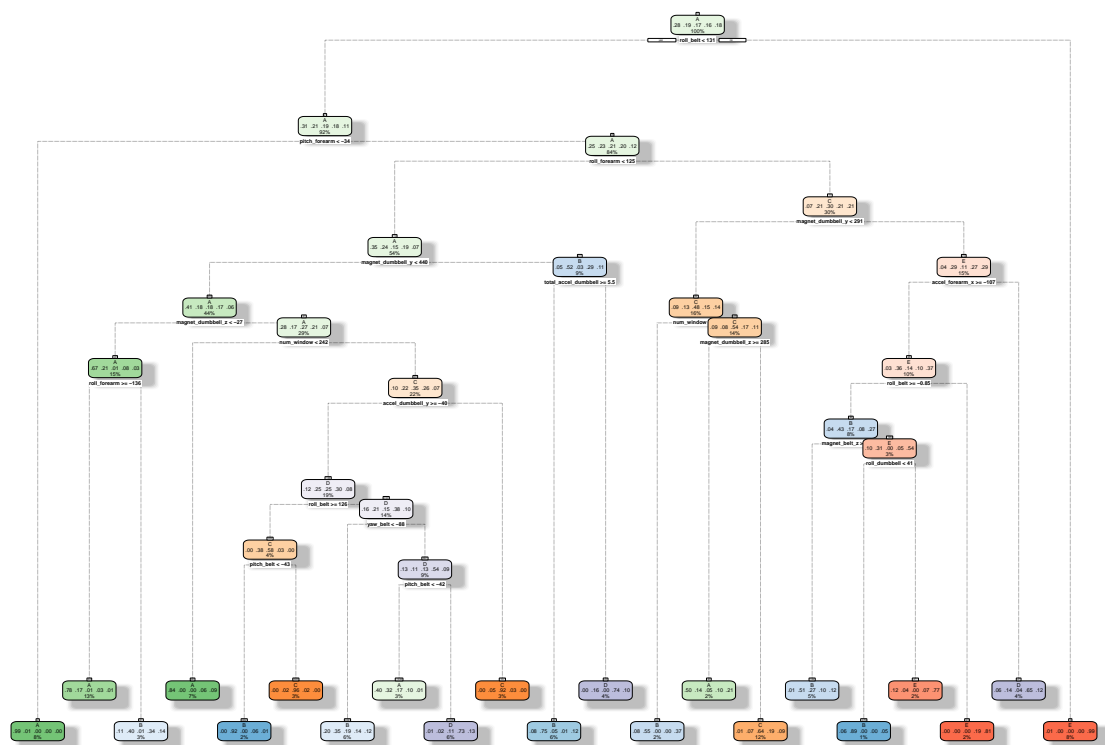 A
.28 .19 .17 .16 .18
100%
roll_belt < 131
A
.31 .21 .19 .18 .11
92%
pitch_forearm < −34
A
.25 .23 .21 .20 .12
84%
roll_forearm < 125
C
.07 .21 .30 .21 .21
30%
magnet_dumbbell_y < 291
A
.35 .24 .15 .19 .07
54%
magnet_dumbbell_y < 440
B
.05 .52 .03 .29 .11
9%
total_accel_dumbbell >= 5.5
E
.04 .29 .11 .27 .29
15%
accel_forearm_x >= −107
A
.41 .18 .18 .17 .06
44%
magnet_dumbbell_z < −27
C
.09 .13 .48 .15 .14
16%
num_window
A
.28 .17 .27 .21 .07
29%
num_window < 242
C
.09 .08 .54 .17 .11
14%
magnet_dumbbell_z >= 285
A
.67 .21 .01 .08 .03
15%
roll_forearm >= −136
E
.03 .36 .14 .10 .37
10%
roll_belt >= −0.85
C
.10 .22 .35 .26 .07
22%
accel_dumbbell_y >= −40
B
.04 .43 .17 .08 .27
8%
magnet_belt_z >
E
.10 .31 .00 .05 .54
3%
roll_dumbbell < 41
D
.12 .25 .25 .30 .08
19%
roll_belt >= 126
D
.16 .21 .15 .38 .10
14%
yaw_belt < −88
C
.00 .38 .58 .03 .00
4%
pitch_belt < −43
D
.13 .11 .13 .54 .09
9%
pitch_belt < −42
A
.78 .17 .01 .03 .01
13%
A
.84 .00 .00 .06 .09
7%
C
.00 .02 .96 .02 .00
3%
A
.40 .32 .17 .10 .01
3%
C
.00 .05 .92 .03 .00
3%
D
.00 .16 .00 .74 .10
4%
A
.50 .14 .05 .10 .21
2%
B
.01 .51 .27 .10 .12
5%
E
.12 .04 .00 .07 .77
2%
D
.06 .14 .04 .65 .12
4%
A
.99 .01 .00 .00 .00
8%
B
.11 .40 .01 .34 .14
3%
B
.00 .92 .00 .06 .01
2%
B
.20 .35 .19 .14 .12
6%
D
.01 .02 .11 .73 .13
6%
B
.08 .75 .05 .01 .12
6%
B
.08 .55 .00 .00 .37
2%
C
.01 .07 .64 .19 .09
12%
B
.06 .89 .00 .00 .05
1%
E
.00 .00 .00 .19 .81
2%
E
.01 .00 .00 .00 .99
8%